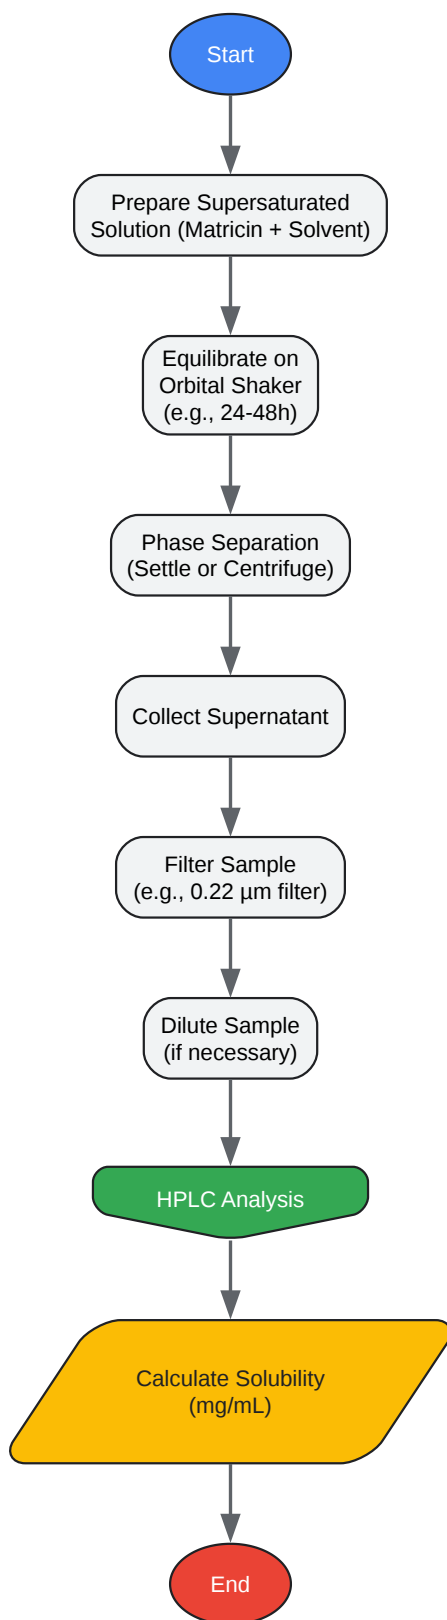 Start
Prepare Supersaturated
Solution (Matricin + Solvent)
Equilibrate on
Orbital Shaker
(e.g., 24-48h)
Phase Separation
(Settle or Centrifuge)
Collect Supernatant
Filter Sample
(e.g., 0.22 µm filter)
Dilute Sample
(if necessary)
HPLC Analysis
Calculate Solubility
(mg/mL)
End